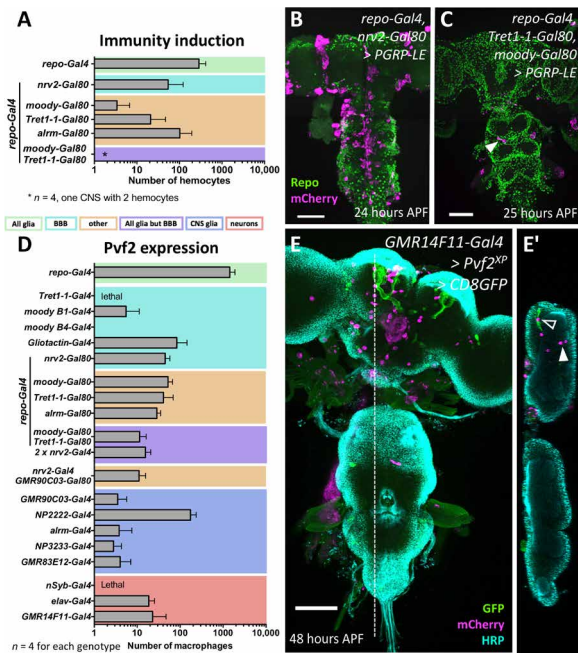 A
Immunity induction
repo-Gal4
nrv2-Gal80
moody-Gal80
Tret1-1-Gal80
alrm-Gal80
moody-Gal80
Tret1-1-Gal80
repo-Gal4
*
1 10 100 1,000 10,000
Number of hemocytes
* n = 4, one CNS with 2 hemocytes
All glia BBB other All glia but BBB CNS glia neurons
B
repo-Gal4,
nrv2-Gal80
> PGRP-LE
Repo
mCherry
24 hours APF
C
repo-Gal4,
Tret1-1-Gal80,
moody-Gal80
> PGRP-LE
25 hours APF
D
Pvf2 expression
repo-Gal4
Tret1-1-Gal4 lethal
moody B1-Gal4
moody B4-Gal4
Gliotactin-Gal4
nrv2-Gal80
moody-Gal80
Tret1-1-Gal80
alrm-Gal80
moody-Gal80
Tret1-1-Gal80
2 x nrv2-Gal4
repo-Gal4
nrv2-Gal4
GMR90C03-Gal80
GMR90C03-Gal4
NP2222-Gal4
alrm-Gal4
NP3233-Gal4
GMR83E12-Gal4
nSyb-Gal4 Lethal
elav-Gal4
GMR14F11-Gal4
1 10 100 1,000 10,000
Number of macrophages
n = 4 for each genotype
E
GMR14F11-Gal4
> Pvf2XP
> CD8GFP
GFP
mCherry
HRP
48 hours APF
E'